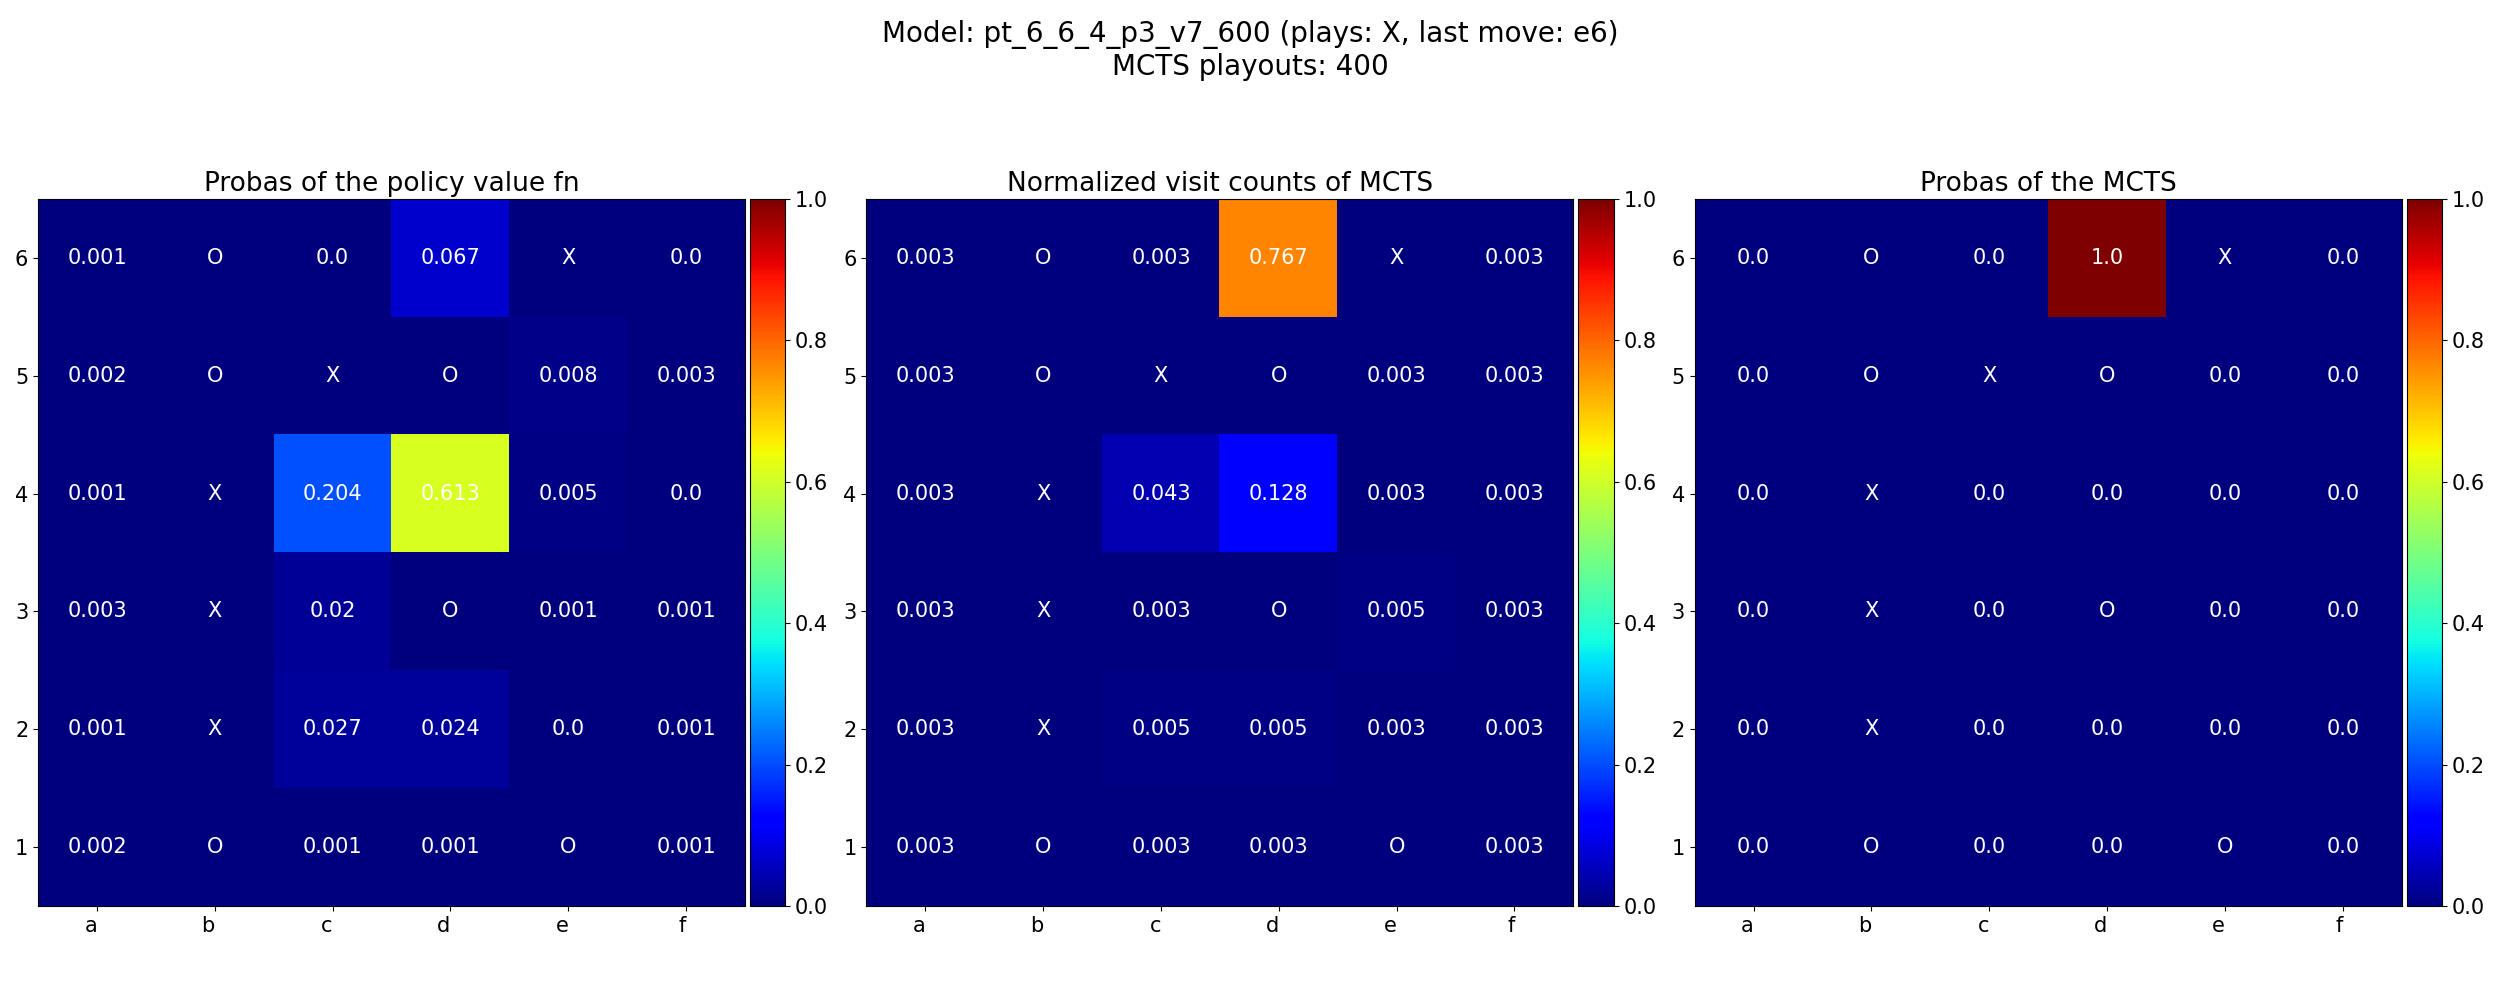 Model: pt_6_6_4_p3_v7_600 (plays: X, last move: e6)
MCTS playouts: 400
Probas of the policy value fn
6 0.001 O 0.0 0.067 X 0.0
5 0.002 O X O 0.008 0.003
4 0.001 X 0.204 0.613 0.005 0.0
3 0.003 X 0.02 O 0.001 0.001
2 0.001 X 0.027 0.024 0.0 0.001
1 0.002 O 0.001 0.001 O 0.001
a b c d e f
1.0
0.8
0.6
0.4
0.2
0.0
Normalized visit counts of MCTS
6 0.003 O 0.003 0.767 X 0.003
5 0.003 O X O 0.003 0.003
4 0.003 X 0.043 0.128 0.003 0.003
3 0.003 X 0.003 O 0.005 0.003
2 0.003 X 0.005 0.005 0.003 0.003
1 0.003 O 0.003 0.003 O 0.003
a b c d e f
1.0
0.8
0.6
0.4
0.2
0.0
Probas of the MCTS
6 0.0 O 0.0 1.0 X 0.0
5 0.0 O X O 0.0 0.0
4 0.0 X 0.0 0.0 0.0 0.0
3 0.0 X 0.0 O 0.0 0.0
2 0.0 X 0.0 0.0 0.0 0.0
1 0.0 O 0.0 0.0 O 0.0
a b c d e f
1.0
0.8
0.6
0.4
0.2
0.0